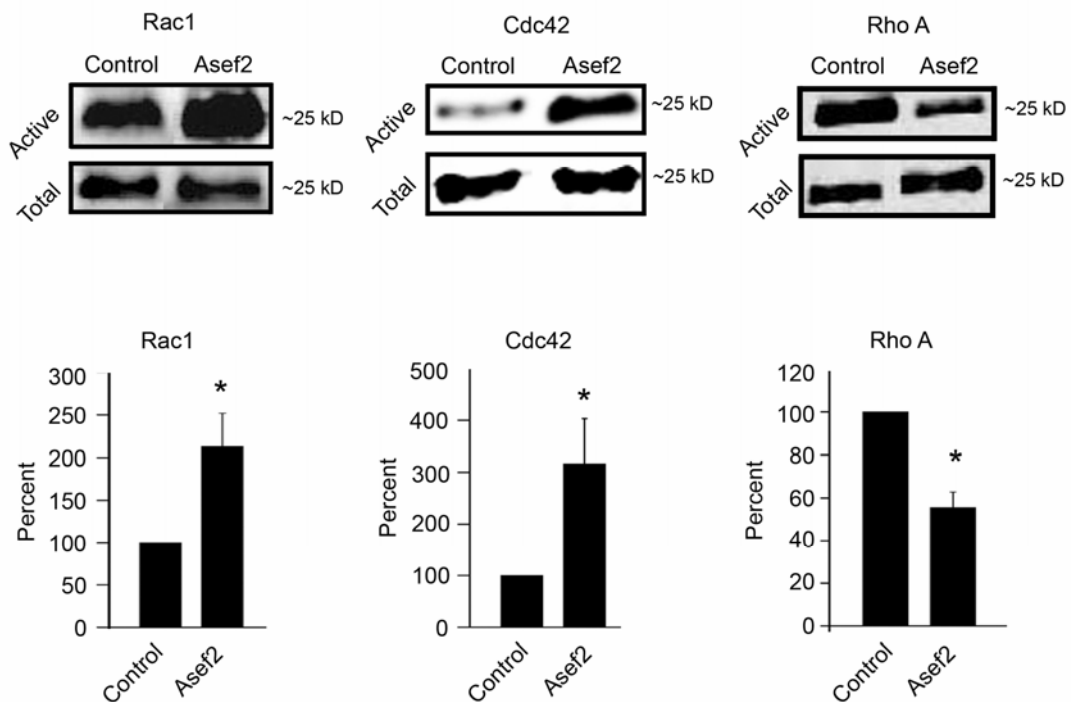 Rac1
Control Asef2
Active ~25 kD
Total ~25 kD
Cdc42
Control Asef2
Active ~25 kD
Total ~25 kD
Rho A
Control Asef2
Active ~25 kD
Total ~25 kD
Rac1
Percent
300
250
200
150
100
50
0
*
Control Asef2
Cdc42
Percent
500
400
300
200
100
0
*
Control Asef2
Rho A
Percent
120
100
80
60
40
20
0
*
Control Asef2